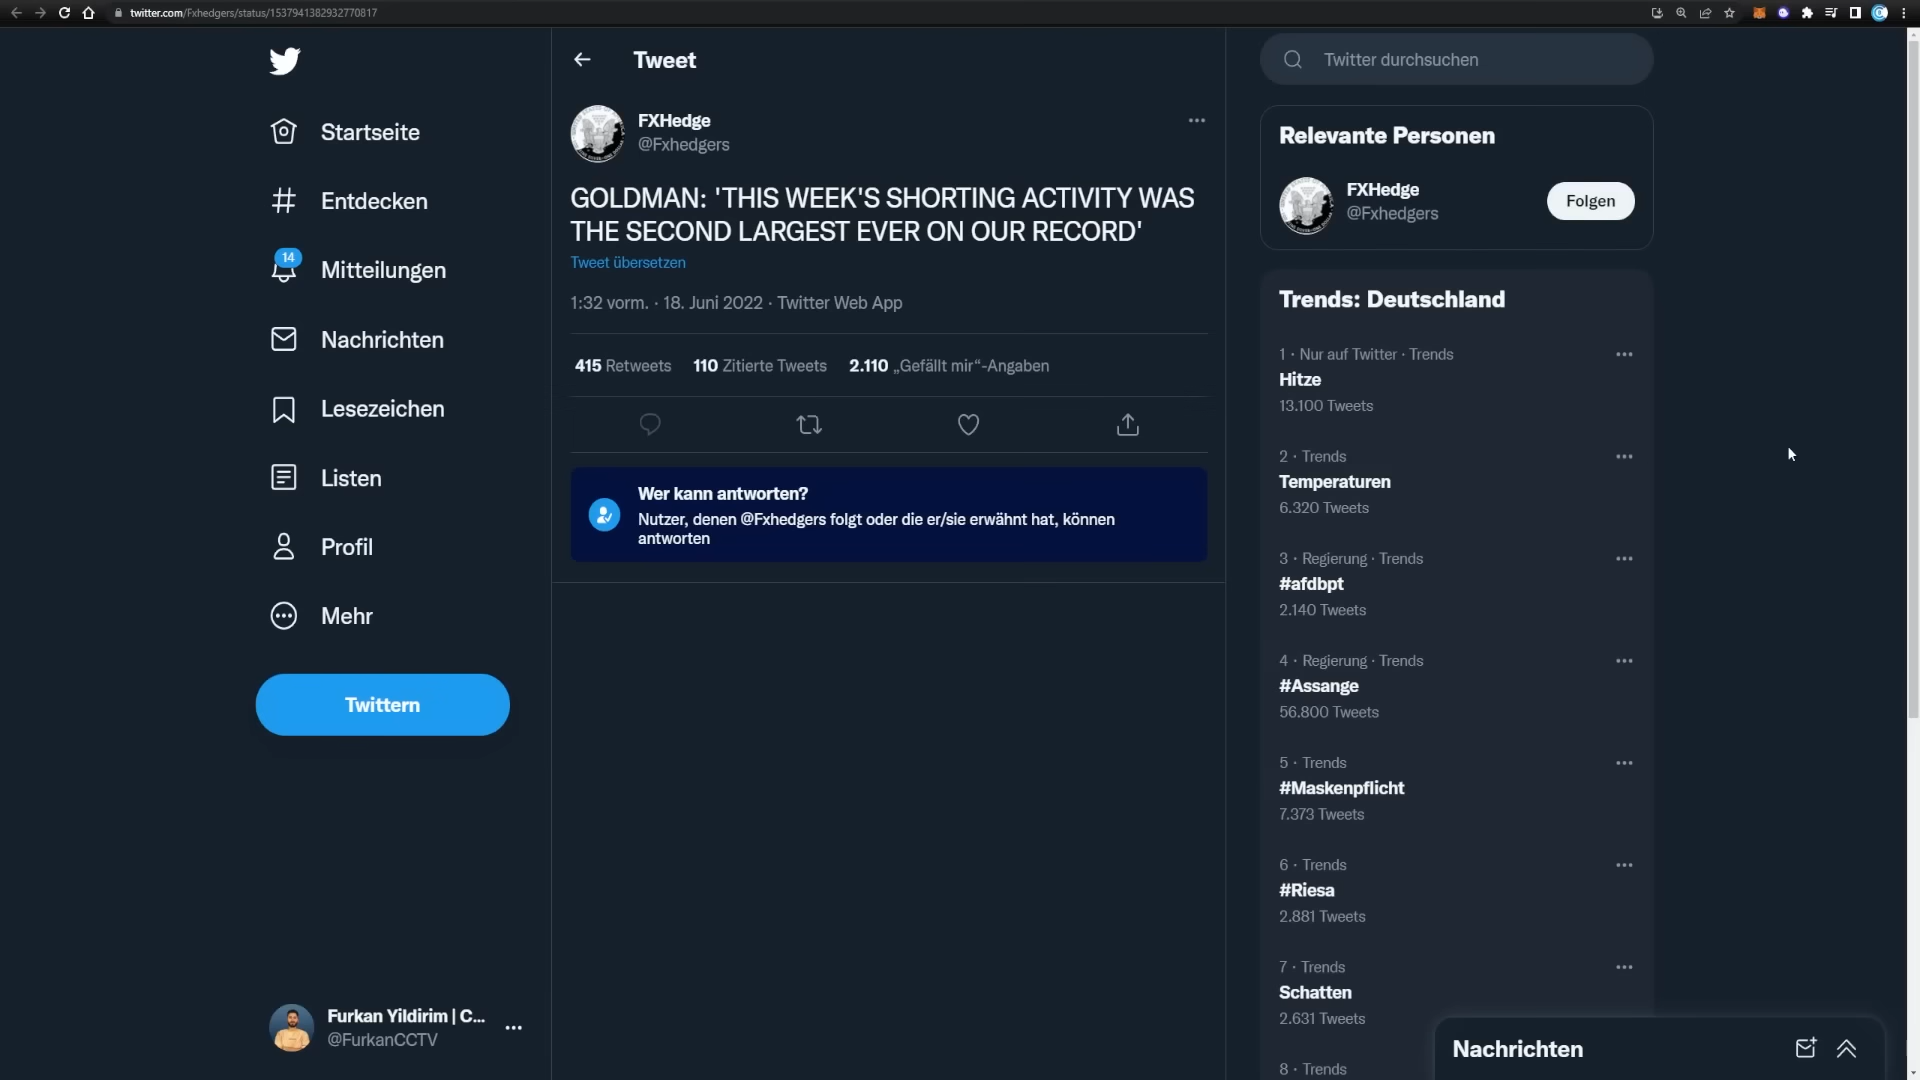 twitter.com/Fxhedgers/status/1537941382932770817
Startseite
Entdecken
14
Mitteilungen
Nachrichten
Lesezeichen
Listen
Profil
Mehr
Twittern
Furkan Yildirim | C...
@FurkanCCTV
Tweet
FXHedge
@Fxhedgers
GOLDMAN: 'THIS WEEK'S SHORTING ACTIVITY WAS
THE SECOND LARGEST EVER ON OUR RECORD'
Tweet übersetzen
1:32 vorm. · 18. Juni 2022 · Twitter Web App
415 Retweets 110 Zitierte Tweets 2.110 „Gefällt mir“-Angaben
Wer kann antworten?
Nutzer, denen @Fxhedgers folgt oder die er/sie erwähnt hat, können
antworten
Twitter durchsuchen
Relevante Personen
FXHedge
@Fxhedgers
Folgen
Trends: Deutschland
1 · Nur auf Twitter · Trends
Hitze
13.100 Tweets
2 · Trends
Temperaturen
6.320 Tweets
3 · Regierung · Trends
#afdbpt
2.140 Tweets
4 · Regierung · Trends
#Assange
56.800 Tweets
5 · Trends
#Maskenpflicht
7.373 Tweets
6 · Trends
#Riesa
2.881 Tweets
7 · Trends
Schatten
2.631 Tweets
8 · Trends
Nachrichten